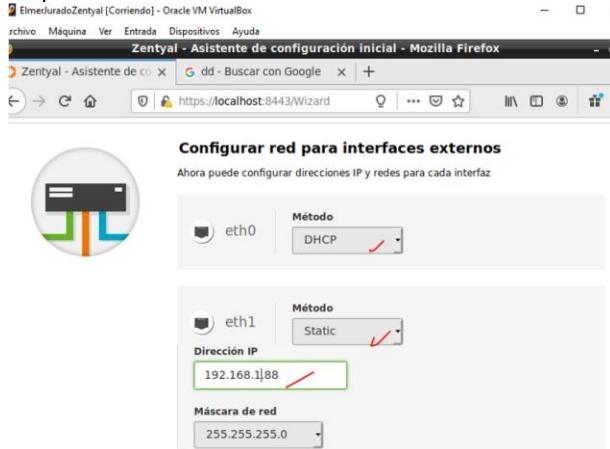 ElmerJuradoZentyal [Corriendo] - Oracle VM VirtualBox
rchivo Máquina Ver Entrada Dispositivos Ayuda
Zentyal - Asistente de configuración inicial - Mozilla Firefox
Zentyal - Asistente de co
dd - Buscar con Google
https://localhost:8443/Wizard
Configurar red para interfaces externos
Ahora puede configurar direcciones IP y redes para cada interfaz
eth0
Método
DHCP
eth1
Método
Static
Dirección IP
192.168.1.88
Máscara de red
255.255.255.0